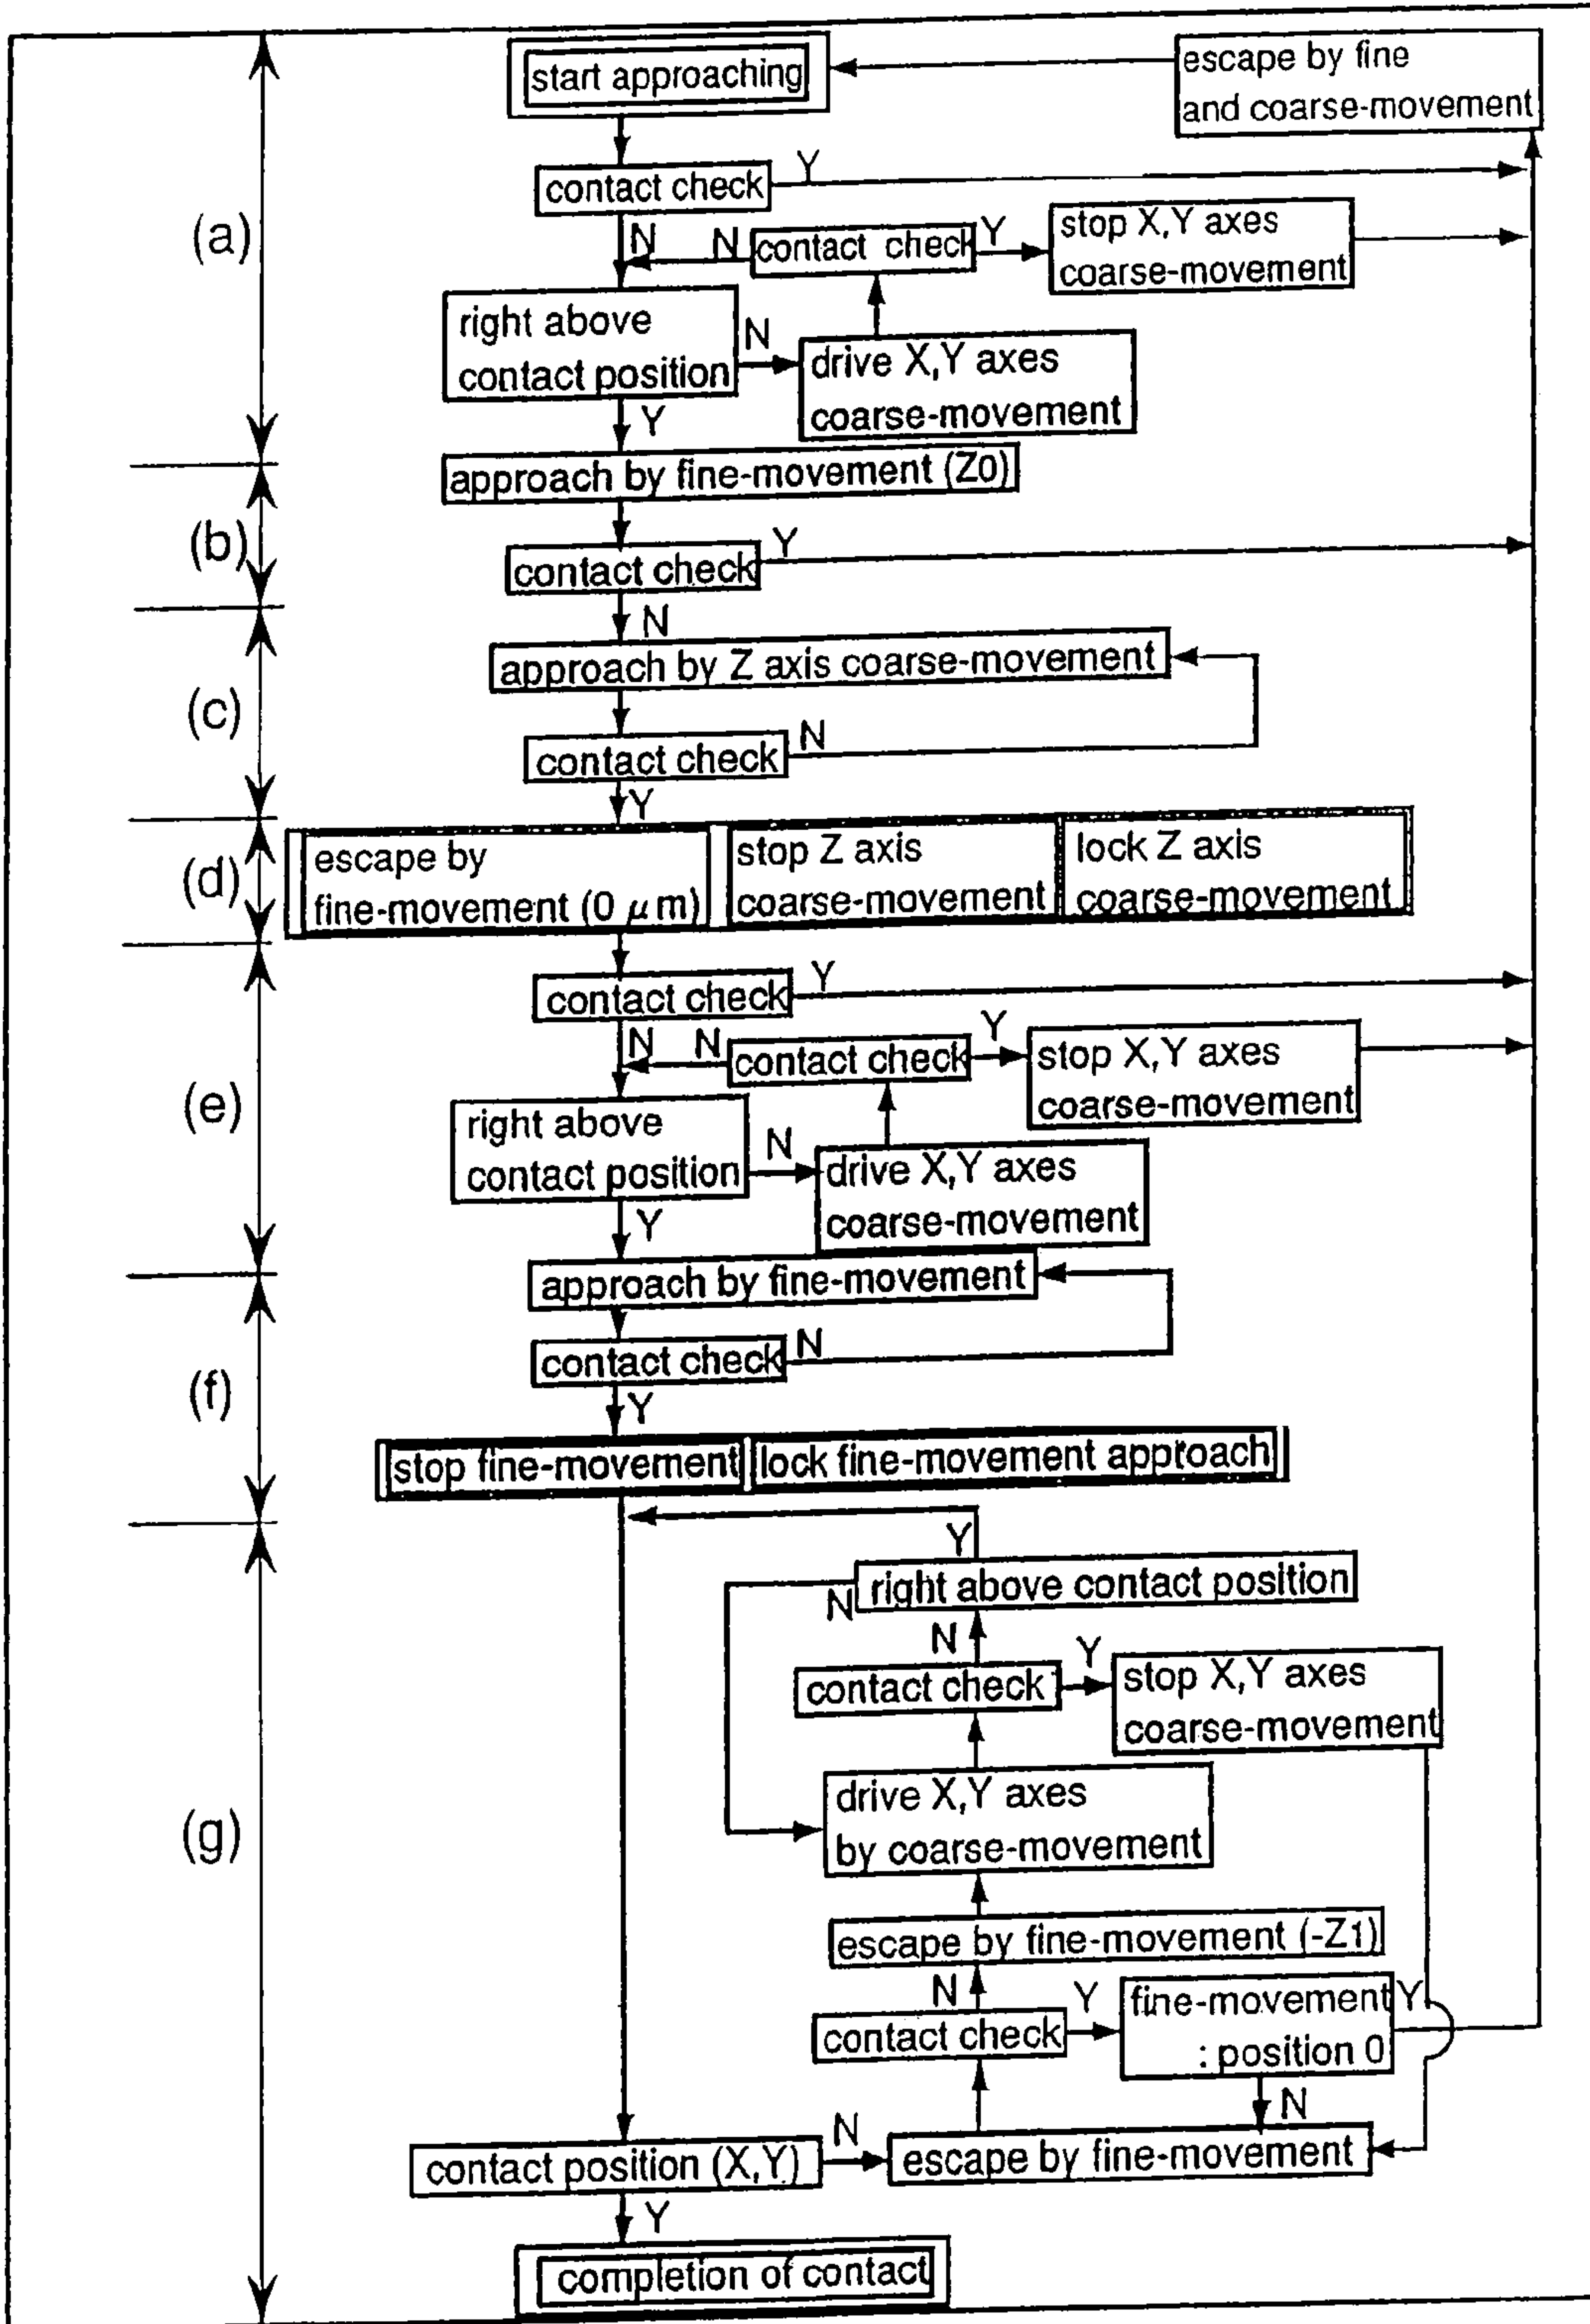 start approaching
escape by fine
and coarse-movement
contact check
Y
(a)
N
N
contact check
Y
stop X,Y axes
coarse-movement
right above
contact position
N
drive X,Y axes
coarse-movement
Y
approach by fine-movement (Z0)
(b)
contact check
Y
N
approach by Z axis coarse-movement
(c)
contact check
N
Y
(d)
escape by
fine-movement (0 μm)
stop Z axis
coarse-movement
lock Z axis
coarse-movement
contact check
Y
N
N
contact check
Y
stop X,Y axes
coarse-movement
(e)
right above
contact position
N
drive X,Y axes
coarse-movement
Y
approach by fine-movement
contact check
N
(f)
Y
stop fine-movement
lock fine-movement approach
Y
right above contact position
N
N
contact check
Y
stop X,Y axes
coarse-movement
drive X,Y axes
by coarse-movement
(g)
escape by fine-movement (-Z1)
N
contact check
Y
fine-movement
: position 0
Y
N
contact position (X,Y)
N
escape by fine-movement
Y
completion of contact